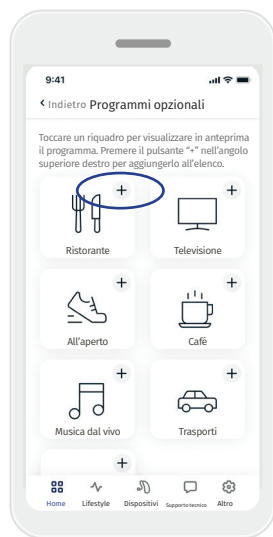 9:41
Indietro Programmi opzionali
Toccare un riquadro per visualizzare in anteprima
il programma. Premere il pulsante "+" nell'angolo
superiore destro per aggiungerlo all'elenco.
+ +
Ristorante Televisione
+ +
All'aperto Café
+ +
Musica dal vivo Trasporti
+
Home Lifestyle Dispositivi Supporto tecnico Altro